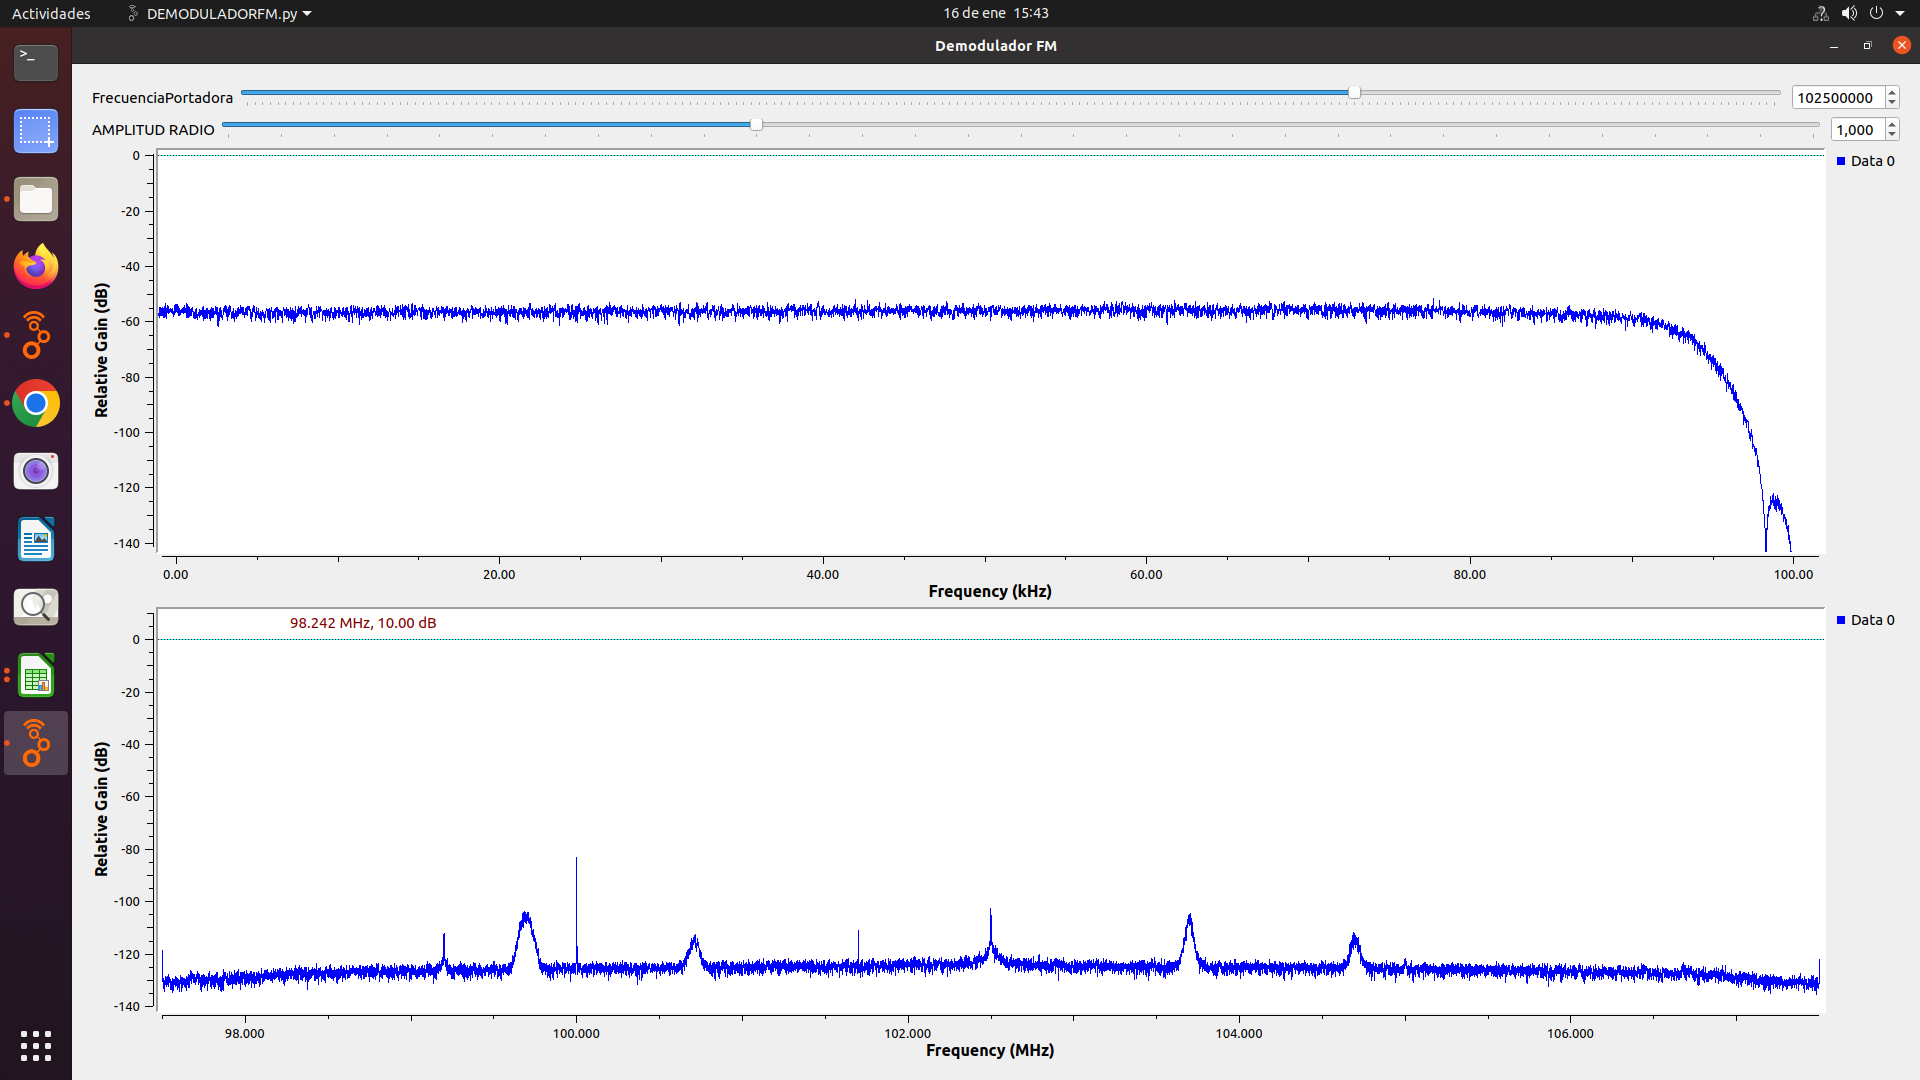 Actividades DEMODULADORFM.py 16 de ene 15:43
Demodulador FM
FrecuenciaPortadora 102500000
AMPLITUD RADIO 1,000
Data 0
0
-20
-40
-60
-80
-100
-120
-140
Relative Gain (dB)
0.00 20.00 40.00 60.00 80.00 100.00
Frequency (kHz)
98.242 MHz, 10.00 dB
Data 0
0
-20
-40
-60
-80
-100
-120
-140
Relative Gain (dB)
98.000 100.000 102.000 104.000 106.000
Frequency (MHz)